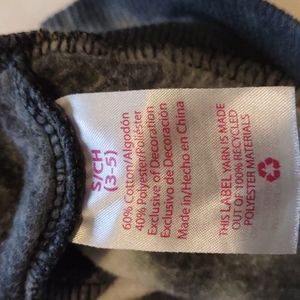 S/CH
(3-5)
60% Cotton/Algodón
40% Polyester/Poliéster
Exclusive of Decoration
Exclusivo de Decoración
Made in/Hecho en China
THIS LABEL YARN IS MADE
OUT OF 100% RECYCLED
POLYESTER MATERIALS